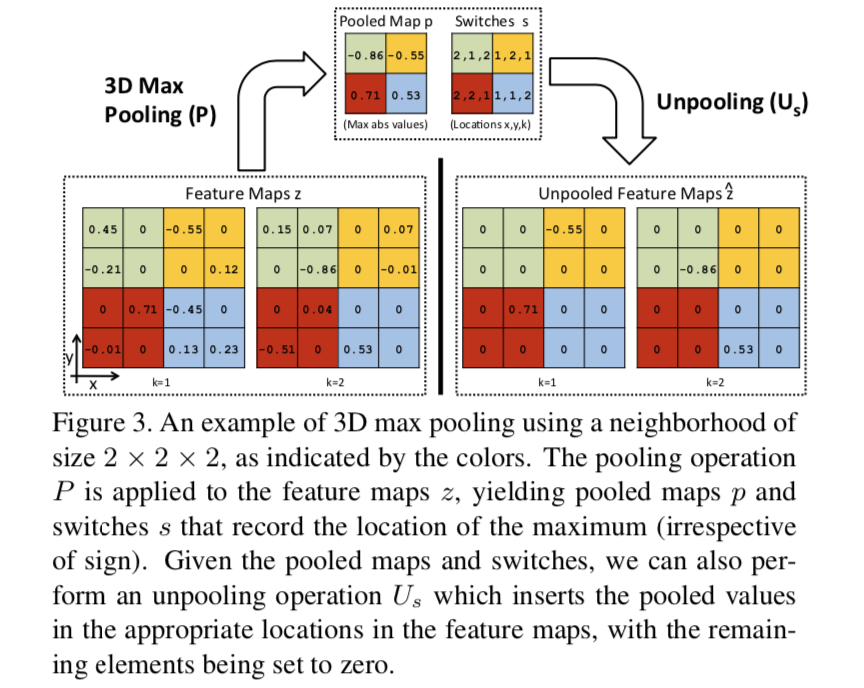 Pooled Map p Switches s
-0.86 -0.55 2,1,2 1,2,1
0.71 0.53 2,2,1 1,1,2
(Max abs values) (Locations x,y,k)
3D Max
Pooling (P)
Unpooling (Us)
Feature Maps z
0.45 0 -0.55 0 0.15 0.07 0 0.07
-0.21 0 0 0.12 0 -0.86 0 -0.01
0 0.71 -0.45 0 0 0.04 0 0
-0.01 0 0.13 0.23 -0.51 0 0.53 0
y
x
k=1 k=2
Unpooled Feature Maps ẑ
0 0 -0.55 0 0 0 0 0
0 0 0 0 0 -0.86 0 0
0 0.71 0 0 0 0 0 0
0 0 0 0 0 0 0.53 0
k=1 k=2
Figure 3. An example of 3D max pooling using a neighborhood of
size 2 × 2 × 2, as indicated by the colors. The pooling operation
P is applied to the feature maps z, yielding pooled maps p and
switches s that record the location of the maximum (irrespective
of sign). Given the pooled maps and switches, we can also per-
form an unpooling operation Us which inserts the pooled values
in the appropriate locations in the feature maps, with the remain-
ing elements being set to zero.